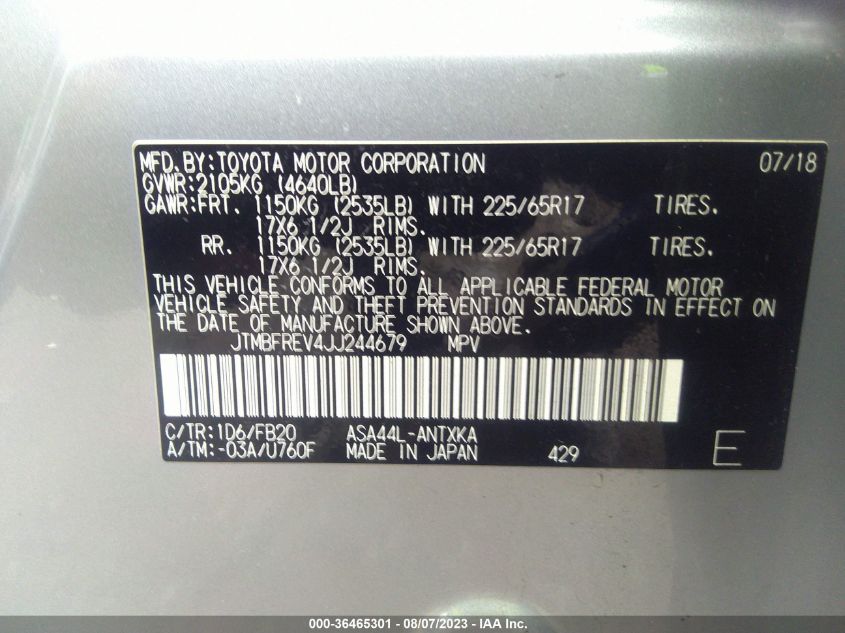 MFD.BY:TOYOTA MOTOR CORPORATION 07/18
GVWR:2105KG (4640LB)
GAWR:FRT. 1150KG (2535LB) WITH 225/65R17 TIRES.
17X6 1/2J RIMS.
RR. 1150KG (2535LB) WITH 225/65R17 TIRES.
17X6 1/2J RIMS.
THIS VEHICLE CONFORMS TO ALL APPLICABLE FEDERAL MOTOR
VEHICLE SAFETY AND THEFT PREVENTION STANDARDS IN EFFECT ON
THE DATE OF MANUFACTURE SHOWN ABOVE.
JTMBFREV4JJ244679 MPV
C/TR:1D6/FB20 ASA44L-ANTXKA
A/TM:-03A/U760F MADE IN JAPAN 429 E
000-36465301 - 08/07/2023 - IAA Inc.